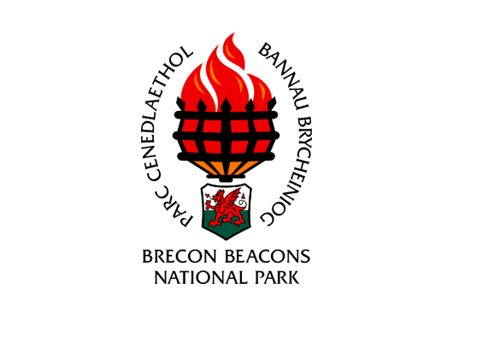 PARC CENEDLAETHOL
BANNAU BRYCHEINIOG
BRECON BEACONS
NATIONAL PARK